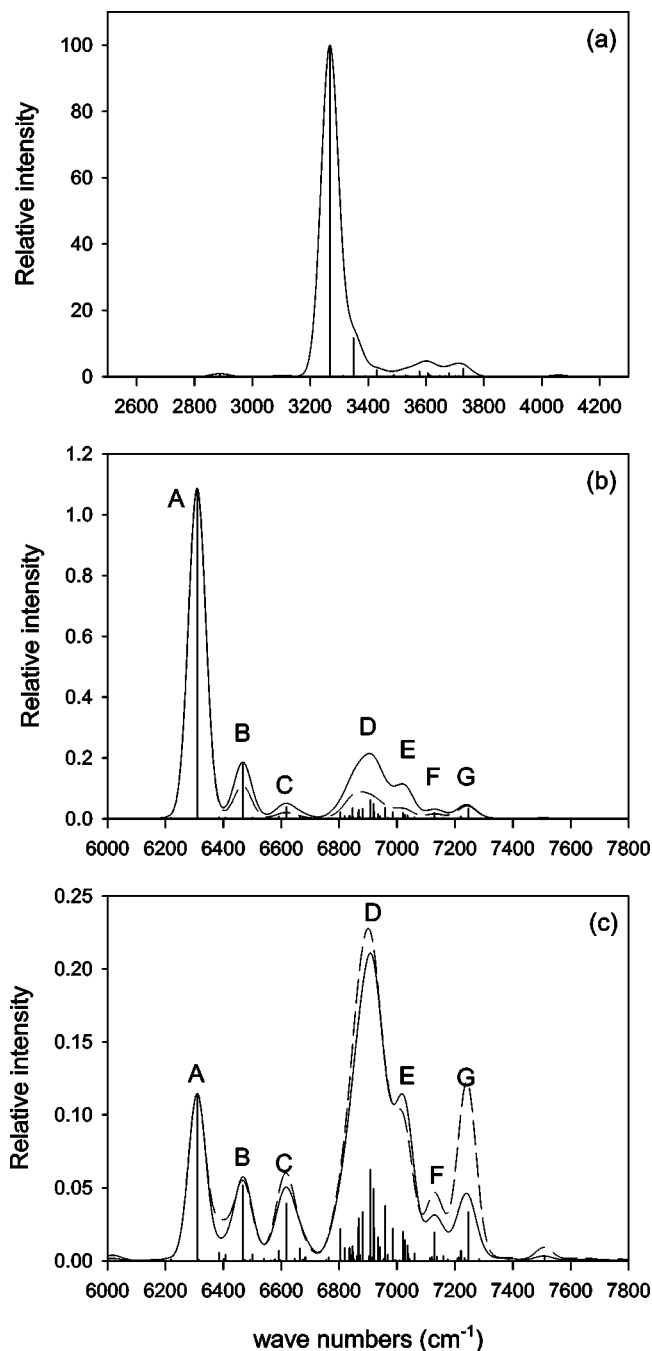 (a)
Relative intensity
100
80
60
40
20
0
2600 2800 3000 3200 3400 3600 3800 4000 4200
(b)
Relative intensity
1.2
1.0
0.8
0.6
0.4
0.2
0.0
A
B
C
D
E
F
G
6000 6200 6400 6600 6800 7000 7200 7400 7600 7800
(c)
Relative intensity
0.25
0.20
0.15
0.10
0.05
0.00
A
B
C
D
E
F
G
6000 6200 6400 6600 6800 7000 7200 7400 7600 7800
wave numbers (cm⁻¹)